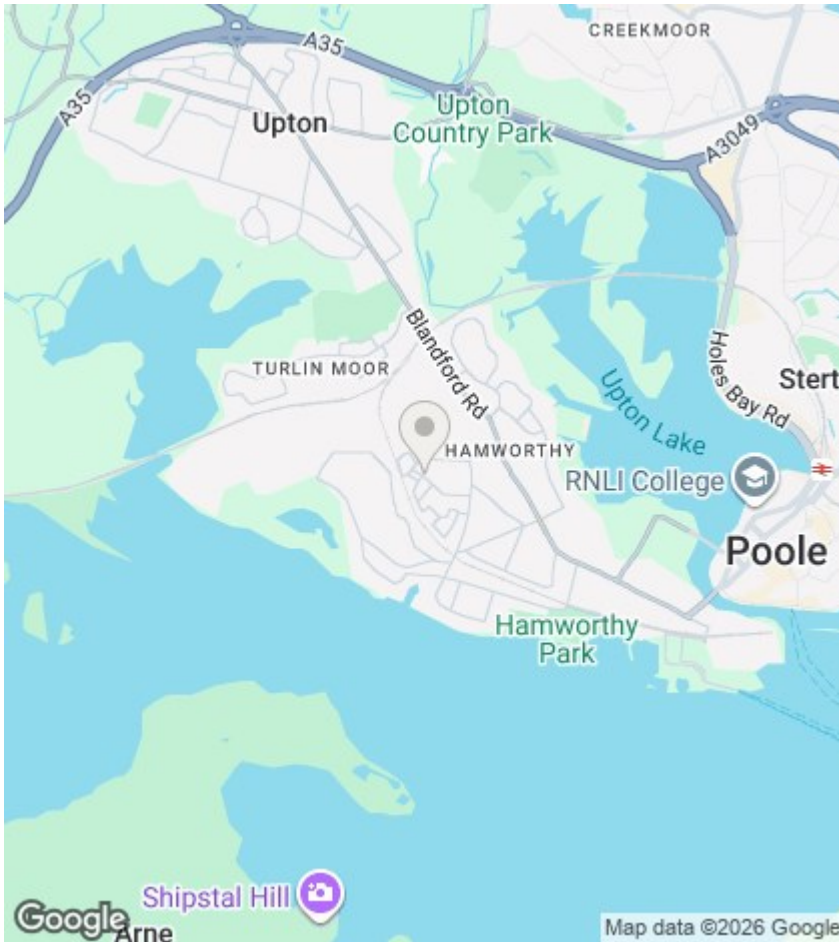 CREEKMOOR
A35
A35
Upton
Upton
Country Park
A3049
Blandford Rd
TURLIN MOOR
Holes Bay Rd
Stert
Upton Lake
HAMWORTHY
RNLI College
Poole
Hamworthy
Park
Shipstal Hill
Google
Arne
Map data ©2026 Google